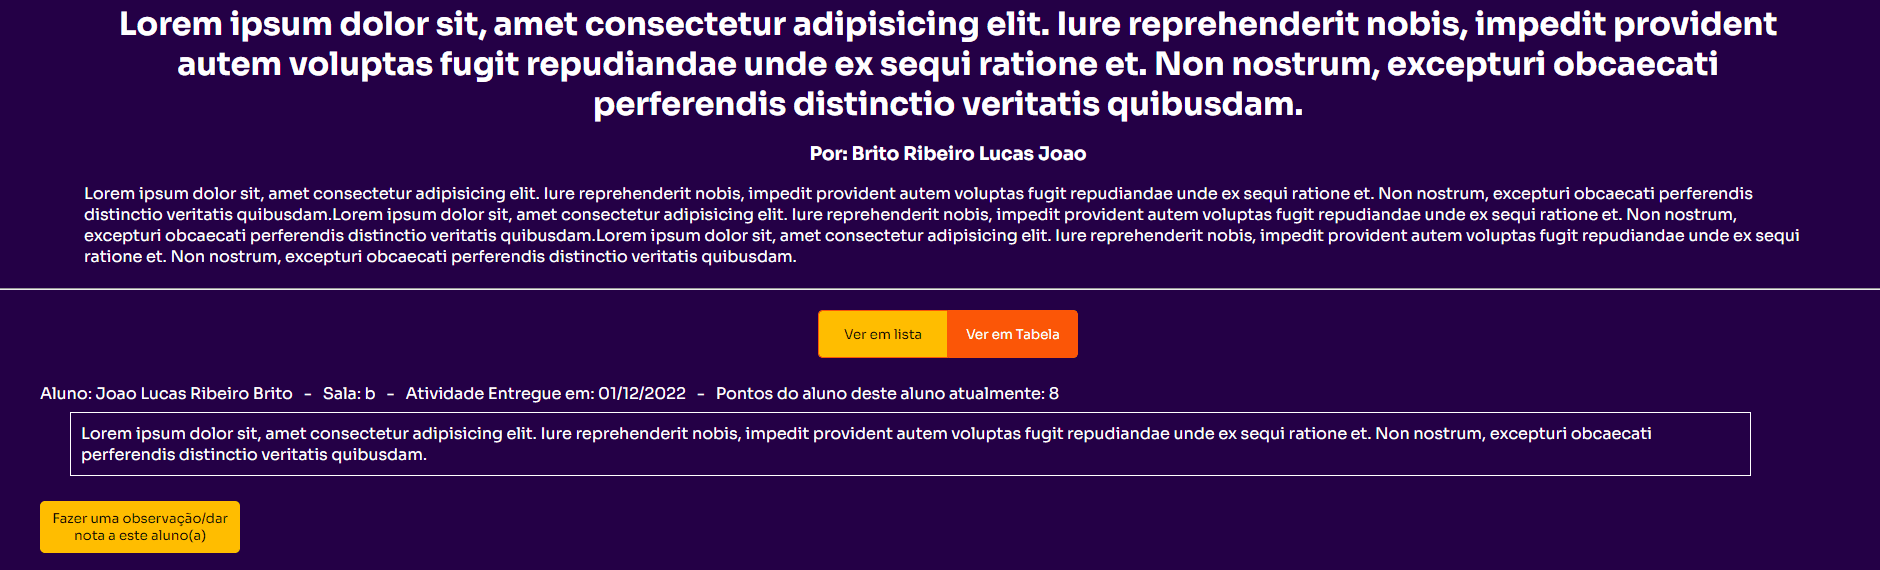 Lorem ipsum dolor sit, amet consectetur adipisicing elit. Iure reprehenderit nobis, impedit provident
autem voluptas fugit repudiandae unde ex sequi ratione et. Non nostrum, excepturi obcaecati
perferendis distinctio veritatis quibusdam.
Por: Brito Ribeiro Lucas Joao
Lorem ipsum dolor sit, amet consectetur adipisicing elit. Iure reprehenderit nobis, impedit provident autem voluptas fugit repudiandae unde ex sequi ratione et. Non nostrum, excepturi obcaecati perferendis
distinctio veritatis quibusdam.Lorem ipsum dolor sit, amet consectetur adipisicing elit. Iure reprehenderit nobis, impedit provident autem voluptas fugit repudiandae unde ex sequi ratione et. Non nostrum,
excepturi obcaecati perferendis distinctio veritatis quibusdam.Lorem ipsum dolor sit, amet consectetur adipisicing elit. Iure reprehenderit nobis, impedit provident autem voluptas fugit repudiandae unde ex sequi
ratione et. Non nostrum, excepturi obcaecati perferendis distinctio veritatis quibusdam.
Ver em lista
Ver em Tabela
Aluno: Joao Lucas Ribeiro Brito - Sala: b - Atividade Entregue em: 01/12/2022 - Pontos do aluno deste aluno atualmente: 8
Lorem ipsum dolor sit, amet consectetur adipisicing elit. Iure reprehenderit nobis, impedit provident autem voluptas fugit repudiandae unde ex sequi ratione et. Non nostrum, excepturi obcaecati
perferendis distinctio veritatis quibusdam.
Fazer uma observação/dar
nota a este aluno(a)